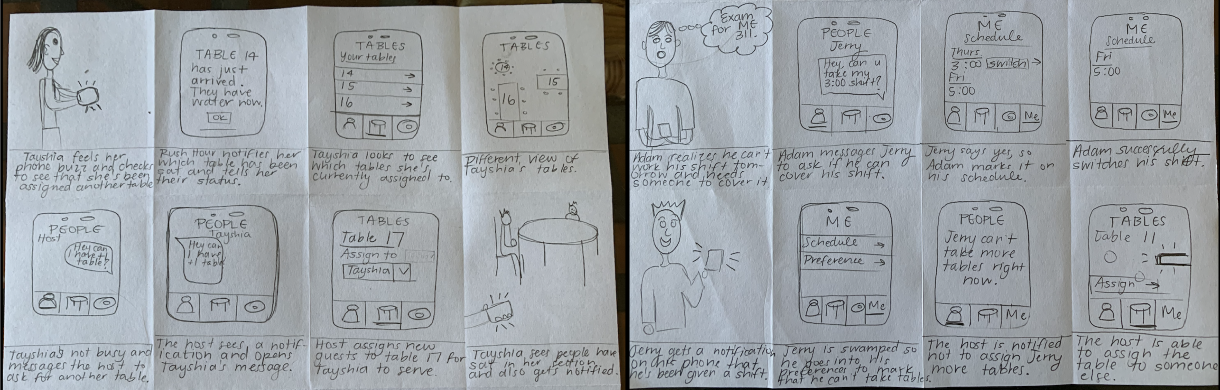 TABLE 14
has just
arrived.
They have
water now.
OK
TABLES
Your tables
14 →
15 →
16 →
TABLES
14
15
16
Tayshia feels her
phone buzz and checks
to see that she's been
assigned another table
Rush Hour notifies her
which table has been
sat and tells her
their status.
Tayshia looks to see
which tables she's
currently assigned to.
Different view of
Tayshia's tables.
PEOPLE
Host
Hey can
I have +1
table?
PEOPLE
Tayshia
Hey can
I have
+1 table
TABLES
Table 17
Assign to
Tayshia
Tayshia's not busy and
messages the host to
ask for another table.
The host sees a notif-
ication and opens
Tayshia's message.
Host assigns new
guests to table 17 for
Tayshia to serve.
Tayshia see people have
sat in her section
and also gets notified.
Exam
for ME
311.
PEOPLE
Jerry
Hey, can u
take my
3:00 shift?
ME
Schedule
Thurs.
3:00 (switch) →
Fri
5:00
Me
ME
Schedule
Fri
5:00
Me
Adam realizes he can't
work his shift tom-
orrow and needs
someone to cover it
Adam messages Jerry
to ask if he can
cover his shift.
Jerry says yes, so
Adam marks it on
his schedule.
Adam successfully
switches his shift.
ME
Schedule →
Preference →
Me
PEOPLE
Jerry can't
take more
tables right
now.
Me
TABLES
Table 11
Assign →
Me
Jerry gets a notification
on his phone that
he's been given a shift.
Jerry is swamped so
he goes into his
preferences to mark
that he can't take tables.
The host is notified
not to assign Jerry
more tables.
The host is able
to assign the
table to someone
else.